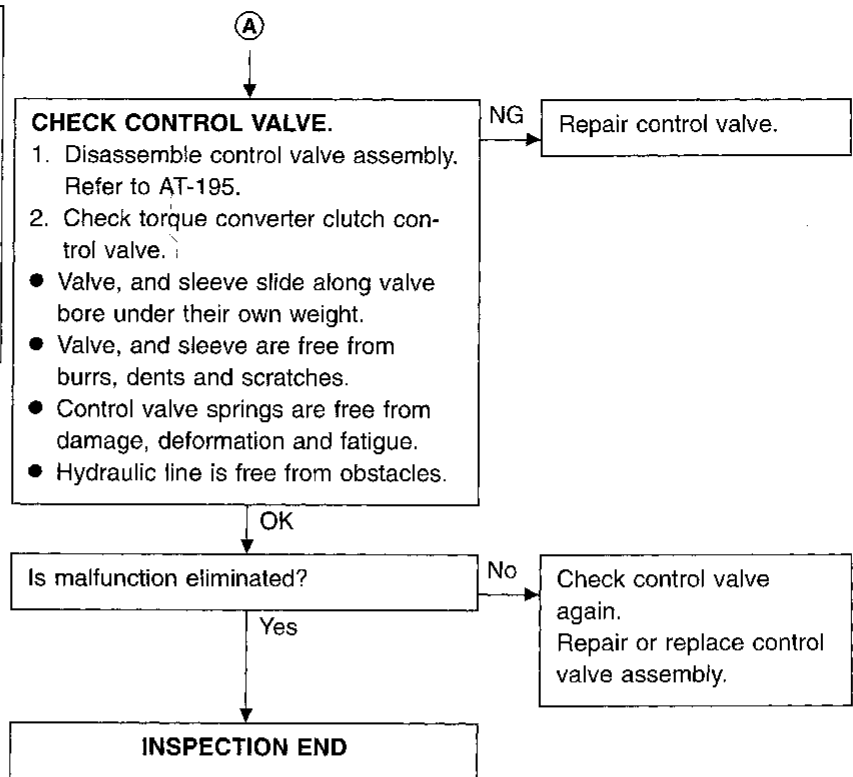 A
CHECK CONTROL VALVE.
1. Disassemble control valve assembly.
Refer to AT-195.
2. Check torque converter clutch con-
trol valve.
● Valve, and sleeve slide along valve
bore under their own weight.
● Valve, and sleeve are free from
burrs, dents and scratches.
● Control valve springs are free from
damage, deformation and fatigue.
● Hydraulic line is free from obstacles.
NG
Repair control valve.
OK
Is malfunction eliminated?
No
Check control valve
again.
Repair or replace control
valve assembly.
Yes
INSPECTION END